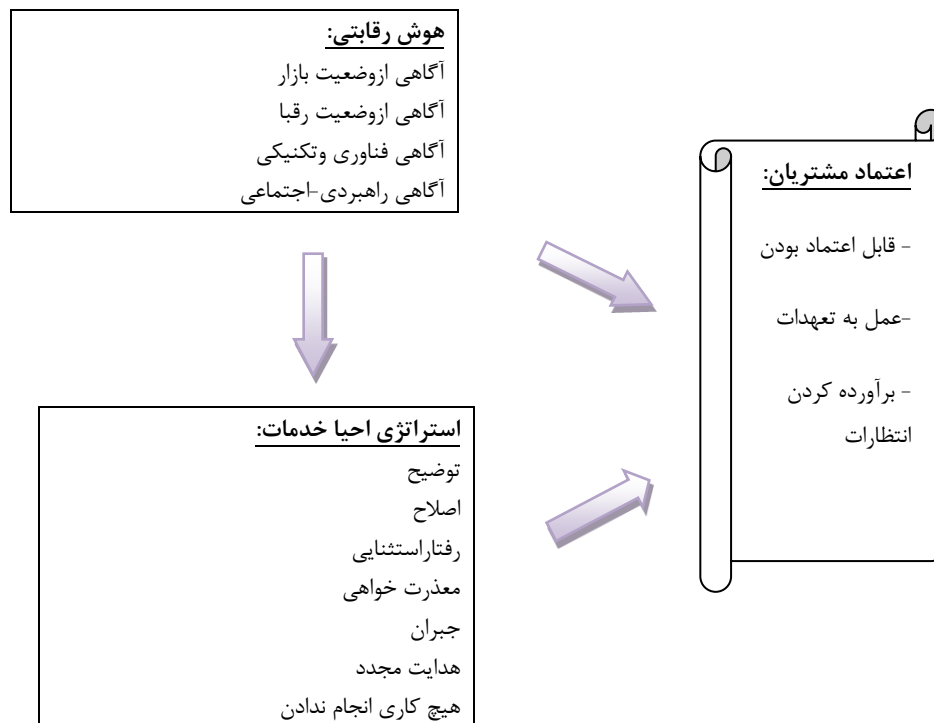 هوش رقابتی:
آگاهی ازوضعیت بازار
آگاهی ازوضعیت رقبا
آگاهی فناوری وتکنیکی
آگاهی راهبردی-اجتماعی
اعتماد مشتریان:
- قابل اعتماد بودن
-عمل به تعهدات
- برآورده کردن
انتظارات
استراتژی احیا خدمات:
توضیح
اصلاح
رفتاراستثنایی
معذرت خواهی
جبران
هدایت مجدد
هیچ کاری انجام ندادن